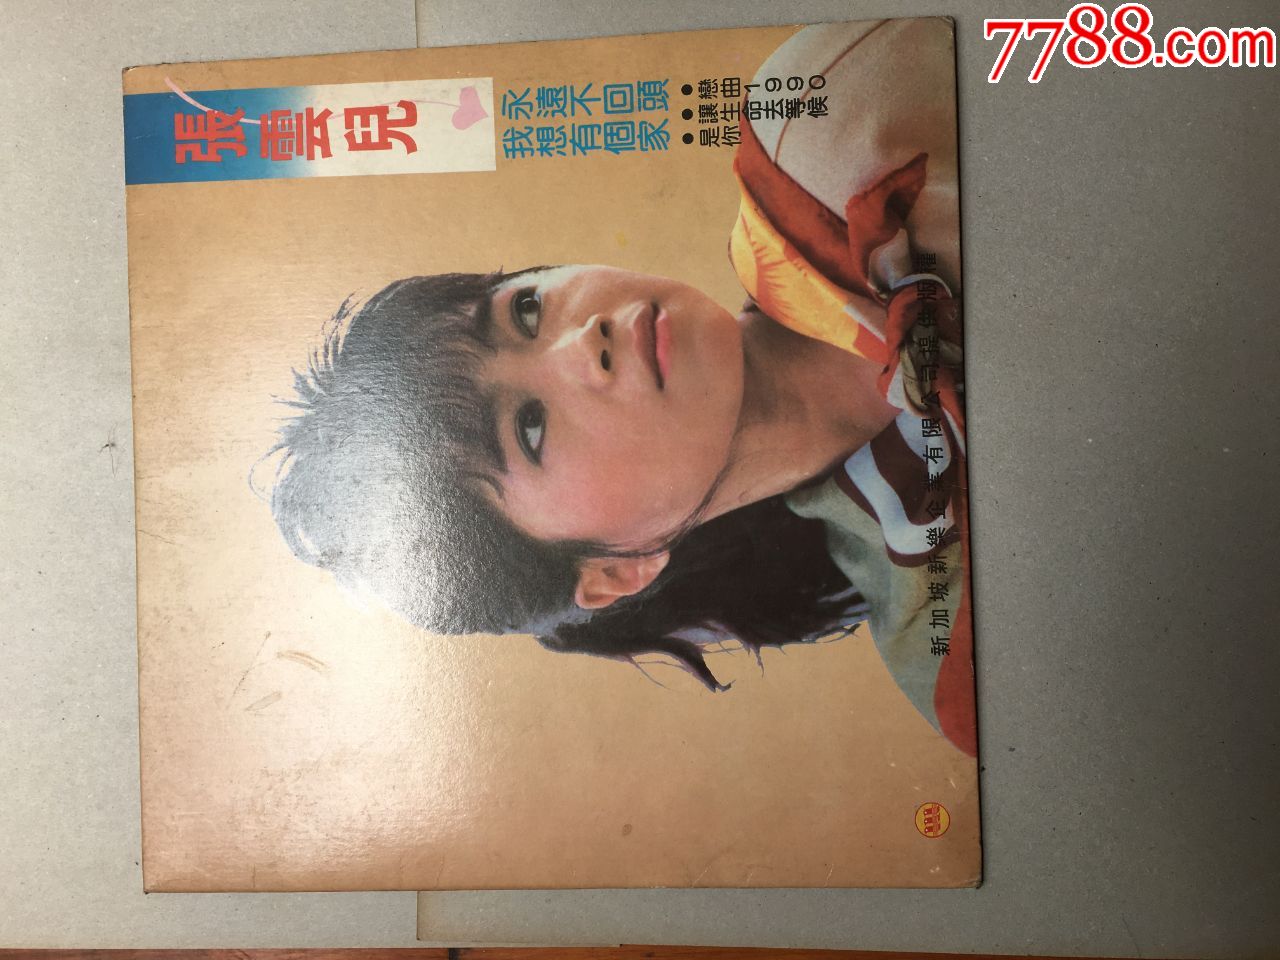 張雲兒
永遠不回頭
我想有個家
●戀曲1990
●讓生命去等候
●是你
新加坡新樂企業有限公司提供版權
7788.com